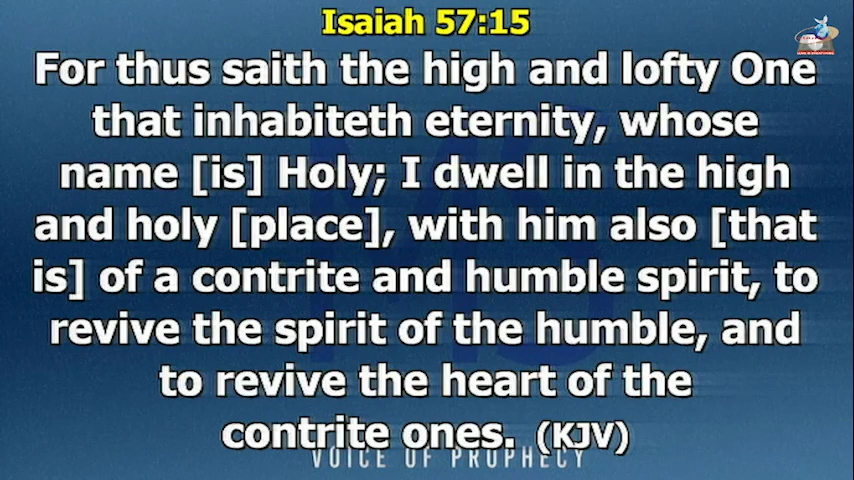 Isaiah 57:15
For thus saith the high and lofty One
that inhabiteth eternity, whose
name [is] Holy; I dwell in the high
and holy [place], with him also [that
is] of a contrite and humble spirit, to
revive the spirit of the humble, and
to revive the heart of the
contrite ones. (KJV)
VOICE OF PROPHECY